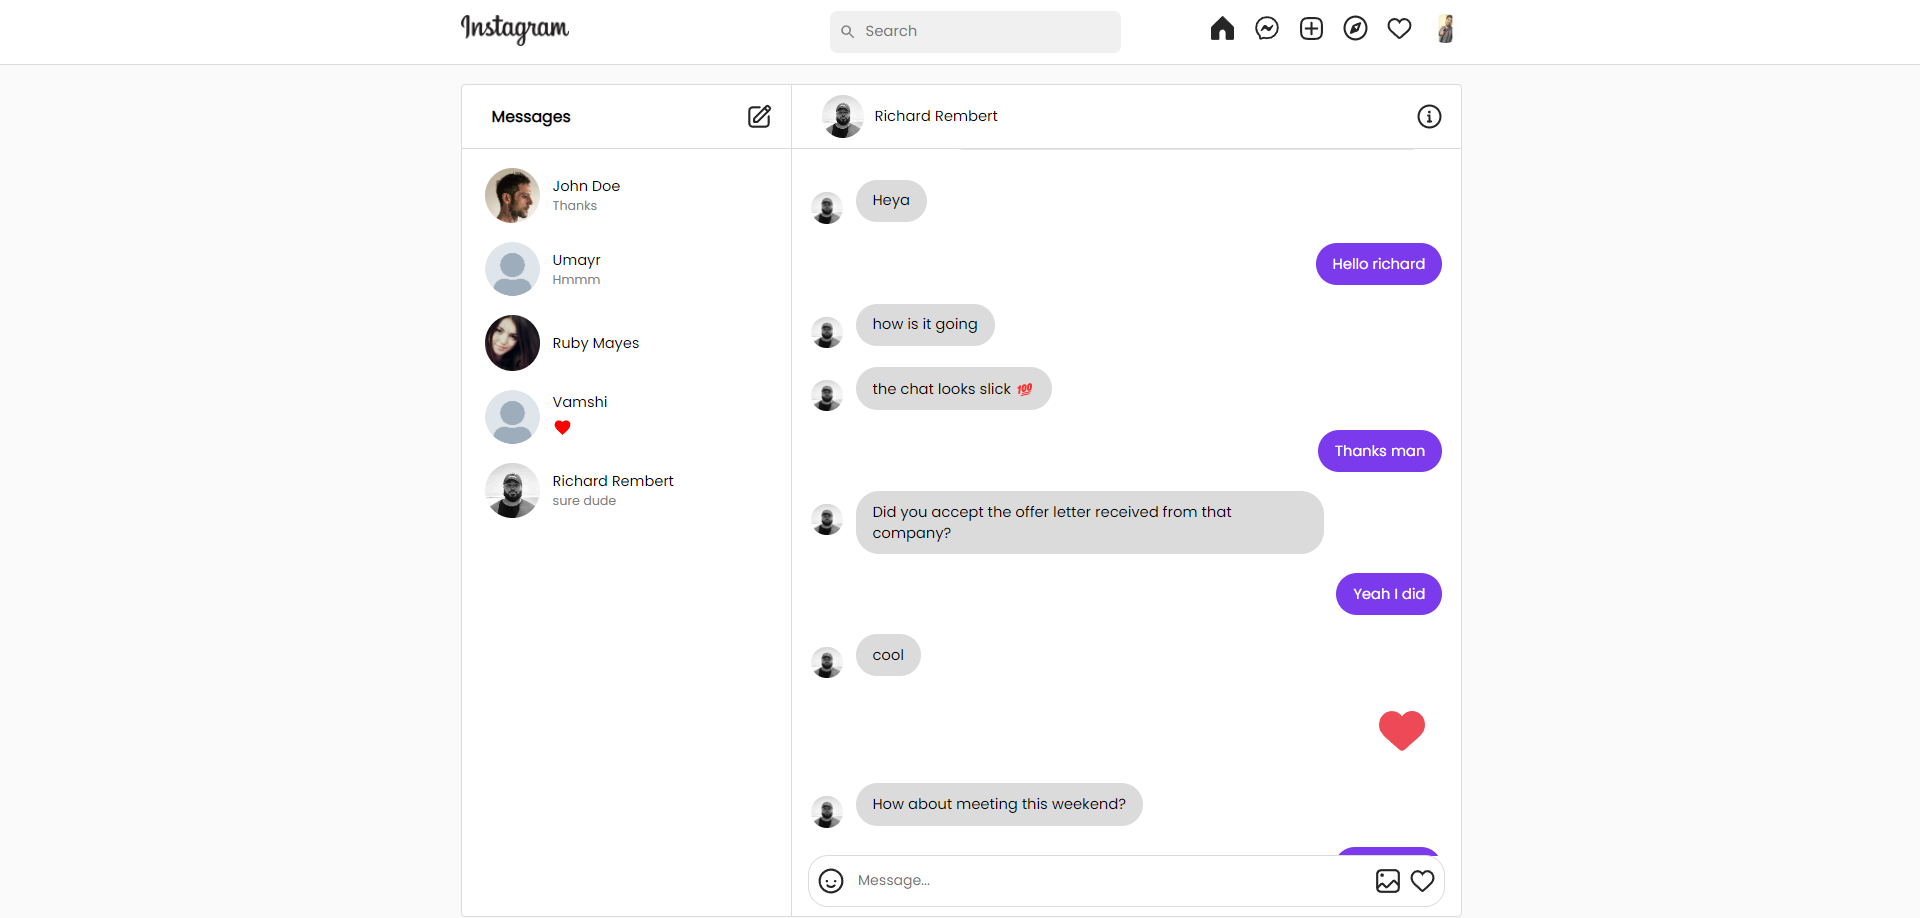 Instagram
Search
Messages
Richard Rembert
John Doe
Thanks
Umayr
Hmmm
Ruby Mayes
Vamshi
Richard Rembert
sure dude
Heya
Hello richard
how is it going
the chat looks slick 💯
Thanks man
Did you accept the offer letter received from that
company?
Yeah I did
cool
How about meeting this weekend?
Message...